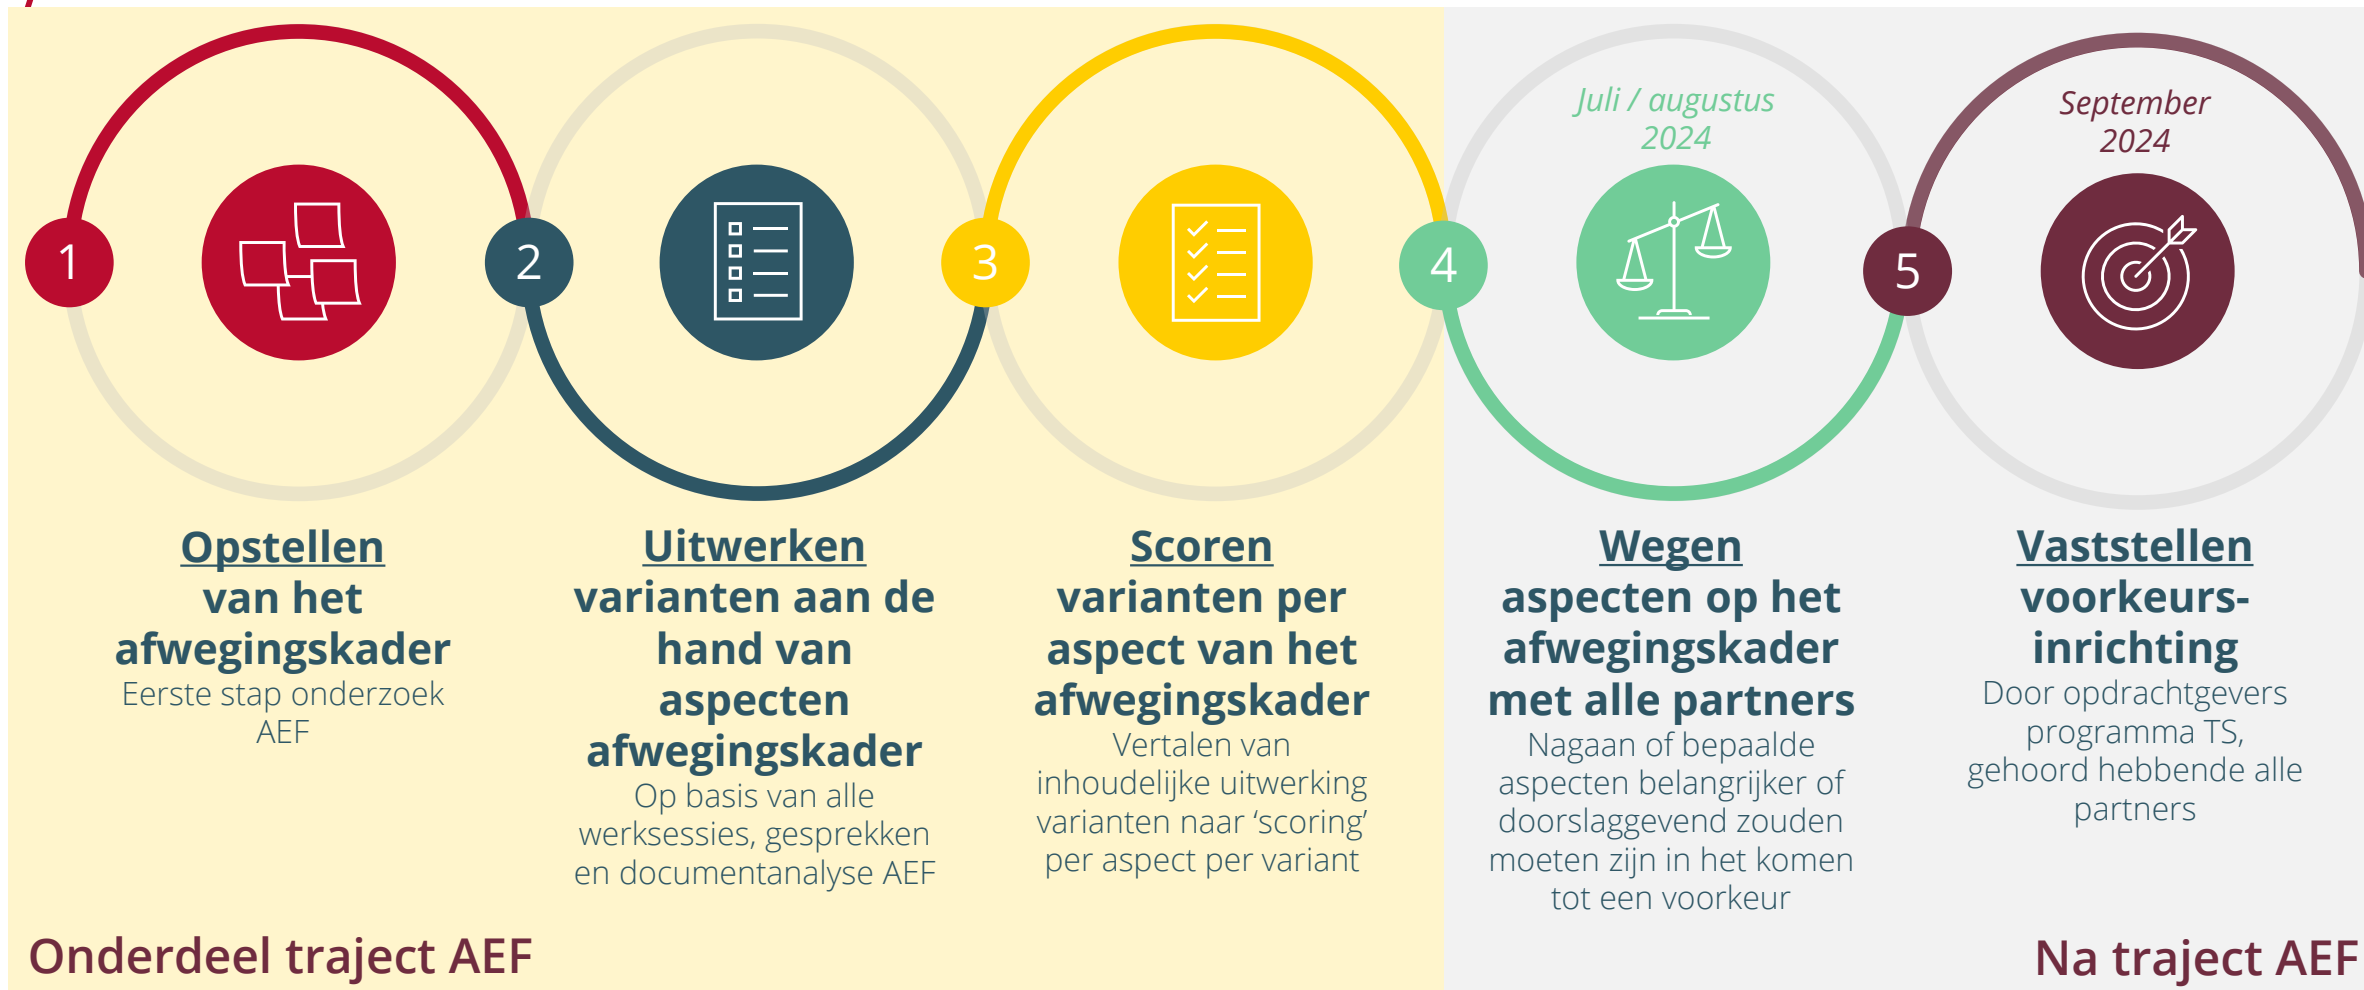 1
Opstellen
van het
afwegingskader
Eerste stap onderzoek
AEF
2
Uitwerken
varianten aan de
hand van
aspecten
afwegingskader
Op basis van alle
werksessies, gesprekken
en documentanalyse AEF
3
Scoren
varianten per
aspect van het
afwegingskader
Vertalen van
inhoudelijke uitwerking
varianten naar ‘scoring’
per aspect per variant
4
Juli / augustus
2024
Wegen
aspecten op het
afwegingskader
met alle partners
Nagaan of bepaalde
aspecten belangrijker of
doorslaggevend zouden
moeten zijn in het komen
tot een voorkeur
5
September
2024
Vaststellen
voorkeurs-
inrichting
Door opdrachtgevers
programma TS,
gehoord hebbende alle
partners
Onderdeel traject AEF
Na traject AEF